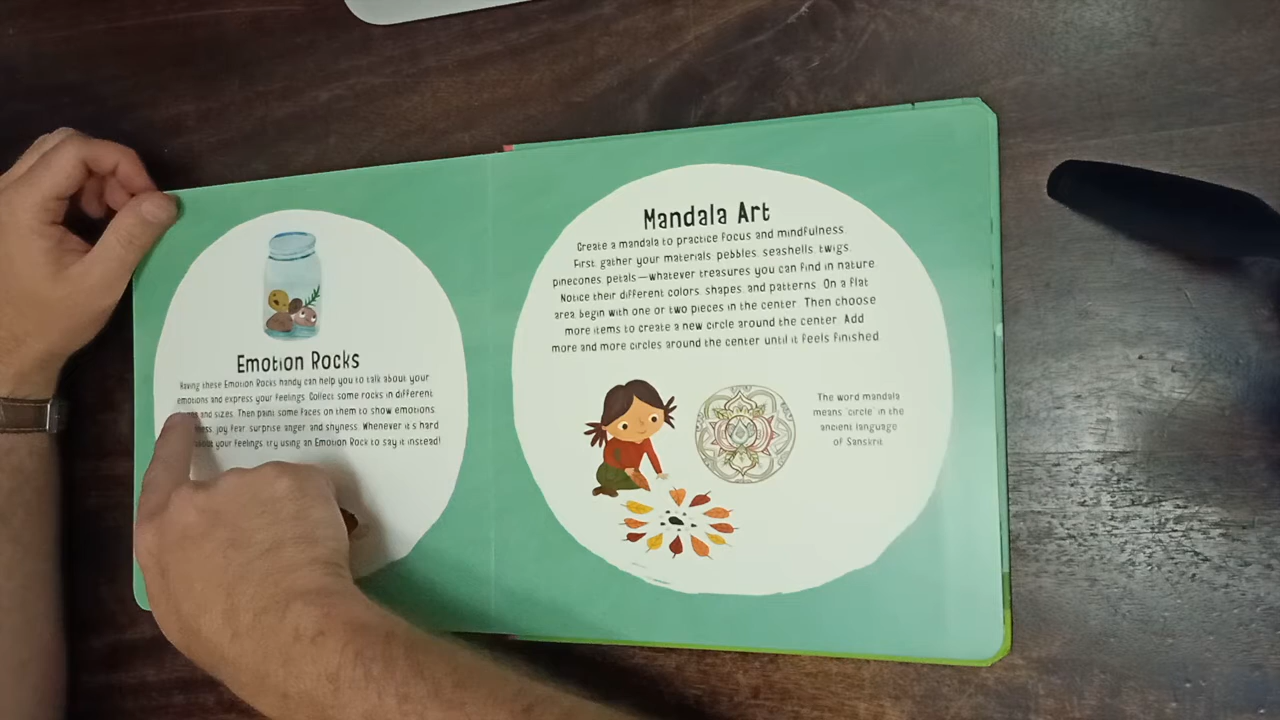 Emotion Rocks
Having these Emotion Rocks handy can help you to talk about your
emotions and express your feelings. Collect some rocks in different
and sizes. Then paint some faces on them to show emotions
joy fear surprise anger and shyness. Whenever it s hard
your feelings, try using an Emotion Rock to say it instead!
Mandala Art
Create a mandala to practice focus and mindfulness.
First, gather your materials: pebbles, seashells, twigs,
pinecones, petals—whatever treasures you can find in nature.
Notice their different colors, shapes, and patterns. On a flat
area, begin with one or two pieces in the center. Then choose
more items to create a new circle around the center. Add
more and more circles around the center until it feels finished.
The word mandala
means "circle" in the
ancient language
of Sanskrit.